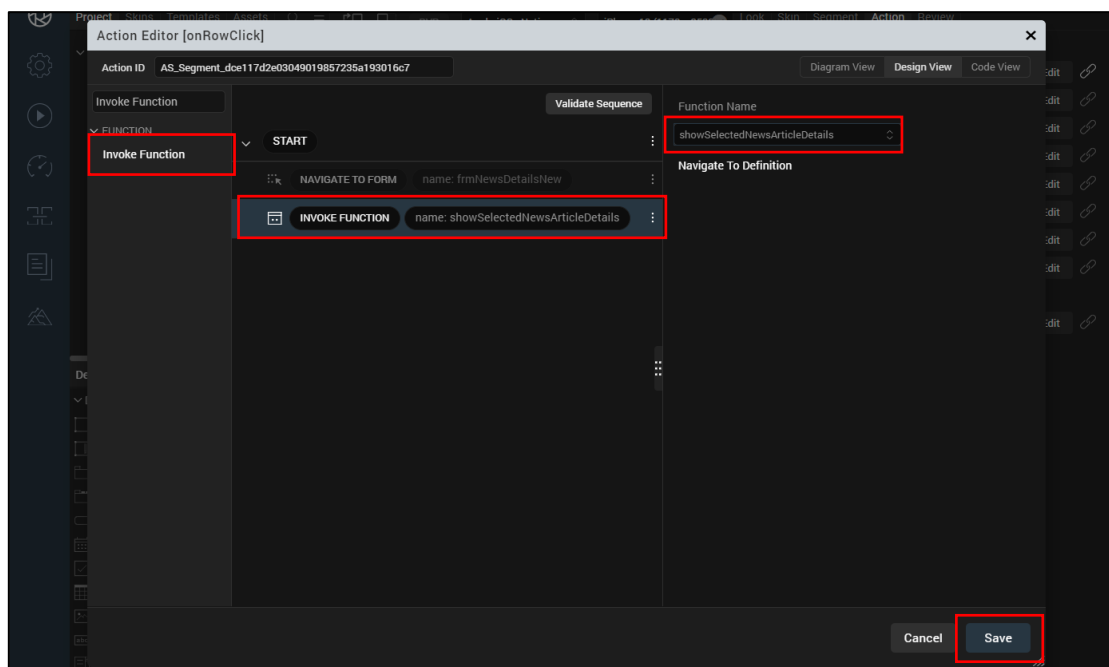 Project Skins Templates Assets
Look Skin Segment Action Review
Action Editor [onRowClick]
Action ID AS_Segment_dce117d2e03049019857235a193016c7
Diagram View Design View Code View
Invoke Function
Validate Sequence
Function Name
FUNCTION
START
showSelectedNewsArticleDetails
Invoke Function
Navigate To Definition
NAVIGATE TO FORM name: frmNewsDetailsNew
INVOKE FUNCTION name: showSelectedNewsArticleDetails
Edit
Edit
Edit
Edit
Edit
Edit
Edit
Edit
Edit
De
Cancel Save